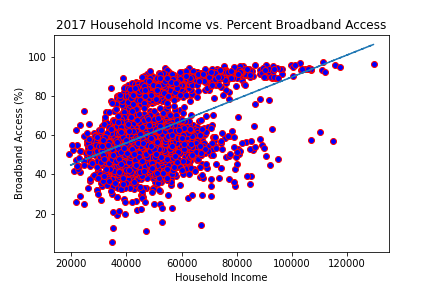 2017 Household Income vs. Percent Broadband Access
Broadband Access (%)
100
80
60
40
20
20000 40000 60000 80000 100000 120000
Household Income